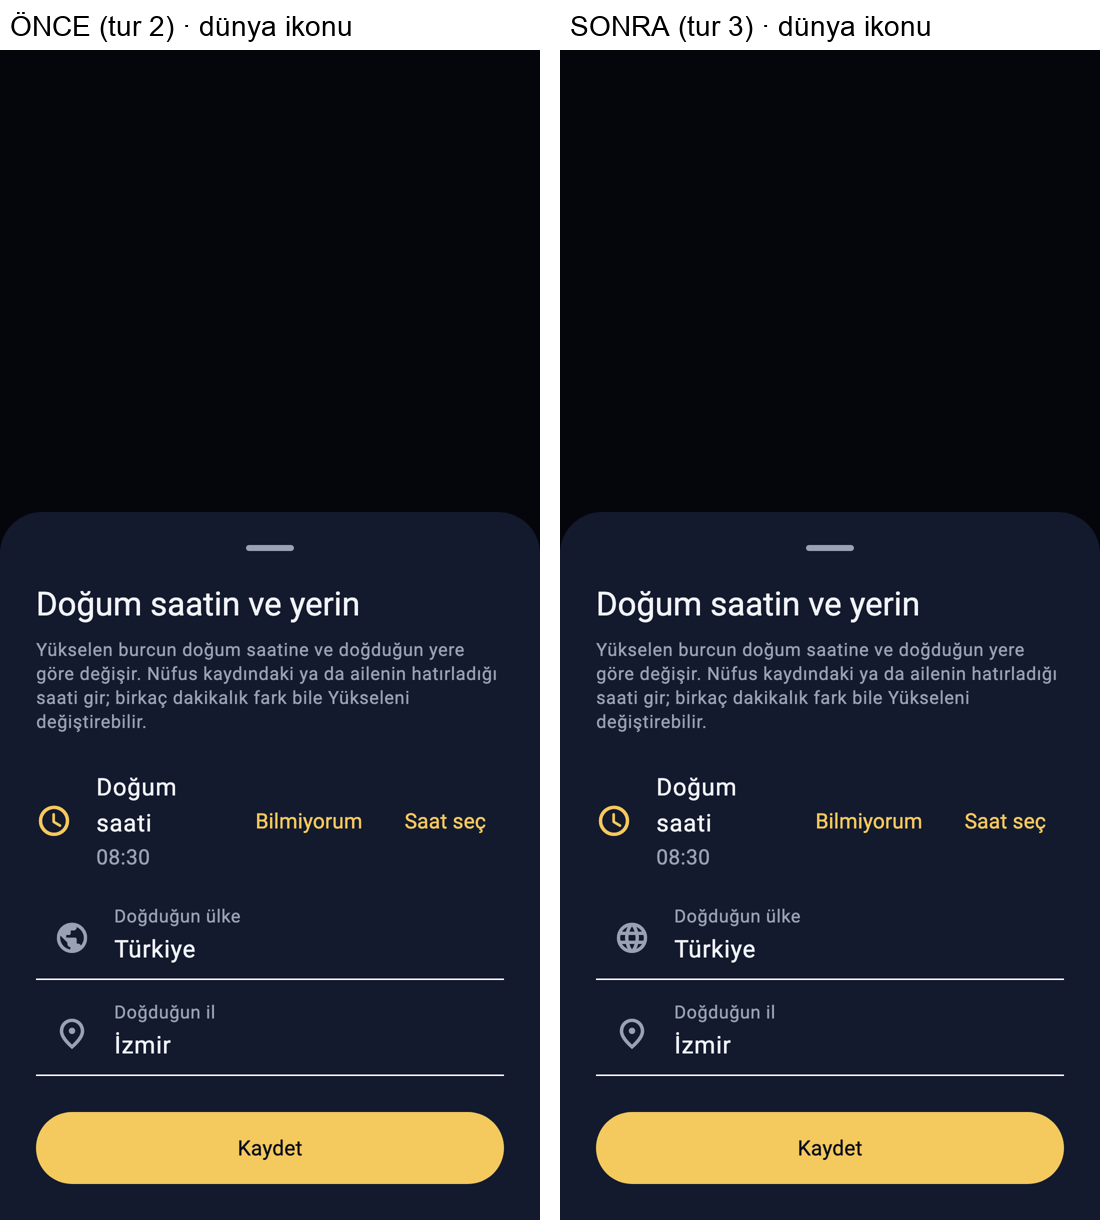 ÖNCE (tur 2) · dünya ikonu
Doğum saatin ve yerin
Yükselen burcun doğum saatine ve doğduğun yere
göre değişir. Nüfus kaydındaki ya da ailenin hatırladığı
saati gir; birkaç dakikalık fark bile Yükseleni
değiştirebilir.
Doğum
saati
08:30
Bilmiyorum
Saat seç
Doğduğun ülke
Türkiye
Doğduğun il
İzmir
Kaydet
SONRA (tur 3) · dünya ikonu
Doğum saatin ve yerin
Yükselen burcun doğum saatine ve doğduğun yere
göre değişir. Nüfus kaydındaki ya da ailenin hatırladığı
saati gir; birkaç dakikalık fark bile Yükseleni
değiştirebilir.
Doğum
saati
08:30
Bilmiyorum
Saat seç
Doğduğun ülke
Türkiye
Doğduğun il
İzmir
Kaydet